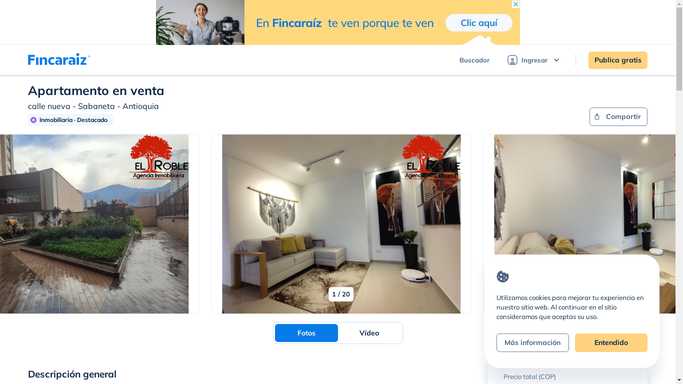 En Fincaraíz te ven porque te ven
Clic aquí
Fincaraiz
Buscador
Ingresar
Publica gratis
Apartamento en venta
calle nueva - Sabaneta - Antioquia
Inmobiliaria · Destacado
Compartir
EL ROBLE
Agencia Inmobiliaria
EL ROBLE
Agencia Inmobiliaria
1 / 20
Fotos
Video
Utilizamos cookies para mejorar tu experiencia en
nuestro sitio web. Al continuar en el sitio
consideramos que aceptas su uso.
Más información
Entendido
Descripción general
Precio total (COP)